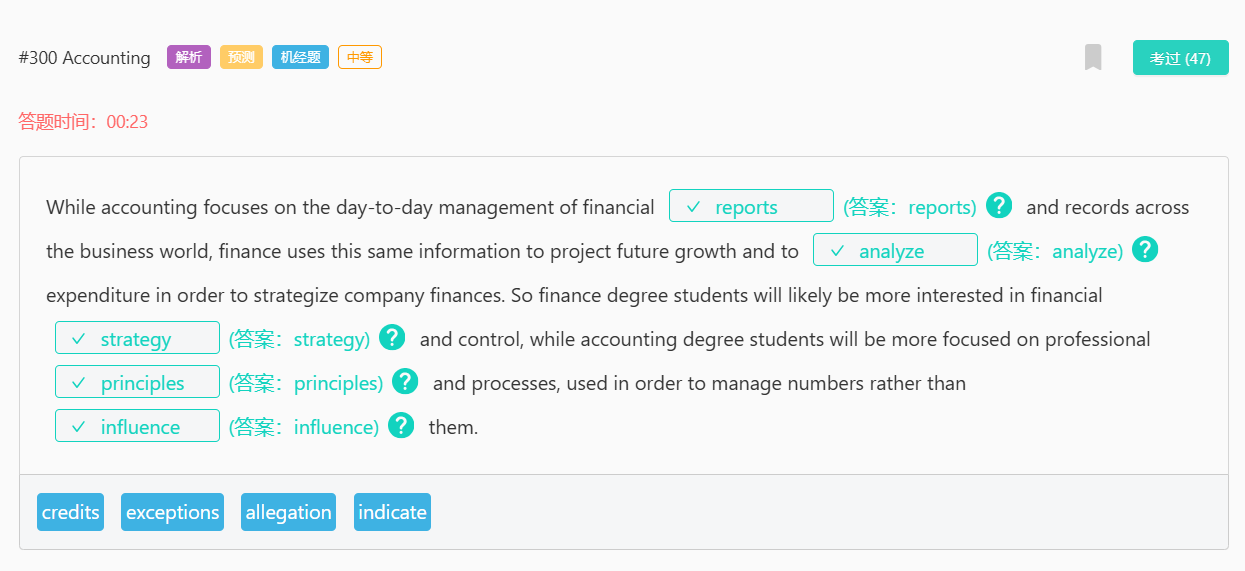 #300 Accounting 解析 预测 机经题 中等 考过 (47)
答题时间：00:23
While accounting focuses on the day-to-day management of financial ✓ reports (答案：reports) ? and records across
the business world, finance uses this same information to project future growth and to ✓ analyze (答案：analyze) ?
expenditure in order to strategize company finances. So finance degree students will likely be more interested in financial
✓ strategy (答案：strategy) ? and control, while accounting degree students will be more focused on professional
✓ principles (答案：principles) ? and processes, used in order to manage numbers rather than
✓ influence (答案：influence) ? them.
credits exceptions allegation indicate